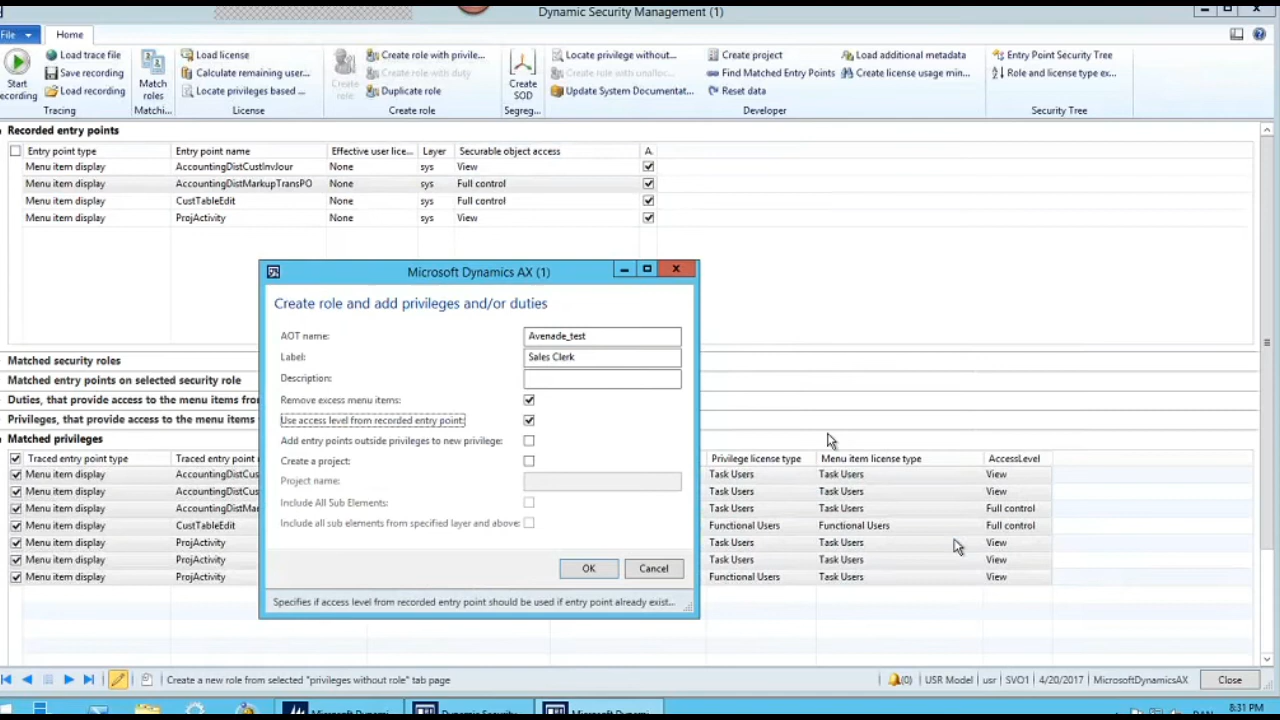 Dynamic Security Management (1)
File Home
Start recording
Load trace file
Save recording
Load recording
Tracing
Match roles
Matchi...
Load license
Calculate remaining user...
Locate privileges based ...
License
Create role
Create role with privile...
Create role with duty
Duplicate role
Create role
Create SOD
Segreg...
Locate privilege without...
Create role with unalloc...
Update System Documentat...
Create project
Find Matched Entry Points
Reset data
Load additional metadata
Create license usage min...
Developer
Entry Point Security Tree
Role and license type ex...
Security Tree
Recorded entry points
Entry point type Entry point name Effective user lice... Layer Securable object access A.
Menu item display AccountingDistCustInvJour None sys View
Menu item display AccountingDistMarkupTransPO None sys Full control
Menu item display CustTableEdit None sys Full control
Menu item display ProjActivity None sys View
Microsoft Dynamics AX (1)
Create role and add privileges and/or duties
AOT name: Avenade_test
Label: Sales Clerk
Description:
Remove excess menu items:
Use access level from recorded entry point:
Add entry points outside privileges to new privilege:
Create a project:
Project name:
Include All Sub Elements:
Include all sub elements from specified layer and above:
OK Cancel
Specifies if access level from recorded entry point should be used if entry point already exist...
Matched security roles
Matched entry points on selected security role
Duties, that provide access to the menu items from
Privileges, that provide access to the menu items
Matched privileges
Traced entry point type Traced entry point Privilege license type Menu item license type AccessLevel
Menu item display AccountingDistCus Task Users Task Users View
Menu item display AccountingDistCus Task Users Task Users View
Menu item display AccountingDistMar Task Users Task Users Full control
Menu item display CustTableEdit Functional Users Functional Users Full control
Menu item display ProjActivity Task Users Task Users View
Menu item display ProjActivity Task Users Task Users View
Menu item display ProjActivity Functional Users Task Users View
Create a new role from selected "privileges without role" tab page (0) USR Model usr SVO1 4/20/2017 MicrosoftDynamicsAX Close
8:31 PM